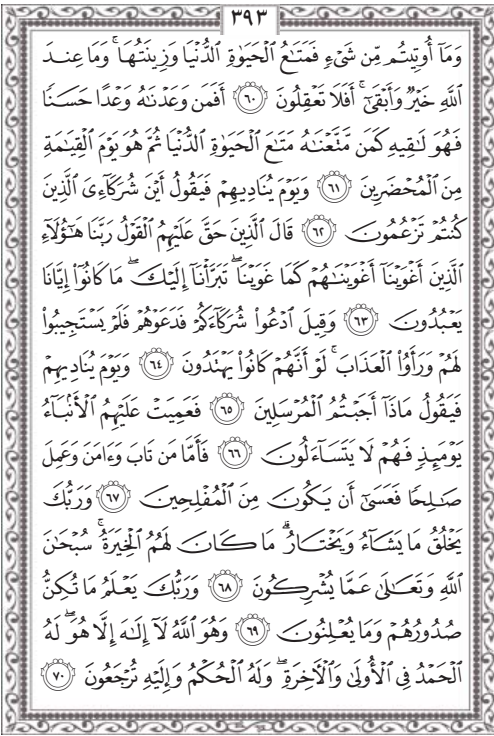 ٣٩٣
وَمَآ أُوتِيتُم مِّن شَيْءٍ فَمَتَٰعُ ٱلْحَيَوٰةِ ٱلدُّنْيَا وَزِينَتُهَا ۚ وَمَا عِندَ
ٱللَّهِ خَيْرٌ وَأَبْقَىٰٓ ۚ أَفَلَا تَعْقِلُونَ ٦٠ أَفَمَن وَعَدْنَٰهُ وَعْدًا حَسَنًا
فَهُوَ لَٰقِيهِ كَمَن مَّتَّعْنَٰهُ مَتَٰعَ ٱلْحَيَوٰةِ ٱلدُّنْيَا ثُمَّ هُوَ يَوْمَ ٱلْقِيَٰمَةِ
مِنَ ٱلْمُحْضَرِينَ ٦١ وَيَوْمَ يُنَادِيهِمْ فَيَقُولُ أَيْنَ شُرَكَآءِىَ ٱلَّذِينَ
كُنتُمْ تَزْعُمُونَ ٦٢ قَالَ ٱلَّذِينَ حَقَّ عَلَيْهِمُ ٱلْقَوْلُ رَبَّنَا هَٰٓؤُلَآءِ
ٱلَّذِينَ أَغْوَيْنَآ أَغْوَيْنَٰهُمْ كَمَا غَوَيْنَا ۖ تَبَرَّأْنَآ إِلَيْكَ ۖ مَا كَانُوٓا۟ إِيَّانَا
يَعْبُدُونَ ٦٣ وَقِيلَ ٱدْعُوا۟ شُرَكَآءَكُمْ فَدَعَوْهُمْ فَلَمْ يَسْتَجِيبُوا۟
لَهُمْ وَرَأَوُا۟ ٱلْعَذَابَ ۚ لَوْ أَنَّهُمْ كَانُوا۟ يَهْتَدُونَ ٦٤ وَيَوْمَ يُنَادِيهِمْ
فَيَقُولُ مَاذَآ أَجَبْتُمُ ٱلْمُرْسَلِينَ ٦٥ فَعَمِيَتْ عَلَيْهِمُ ٱلْأَنۢبَآءُ
يَوْمَئِذٍ فَهُمْ لَا يَتَسَآءَلُونَ ٦٦ فَأَمَّا مَن تَابَ وَءَامَنَ وَعَمِلَ
صَٰلِحًا فَعَسَىٰٓ أَن يَكُونَ مِنَ ٱلْمُفْلِحِينَ ٦٧ وَرَبُّكَ
يَخْلُقُ مَا يَشَآءُ وَيَخْتَارُ ۗ مَا كَانَ لَهُمُ ٱلْخِيَرَةُ ۚ سُبْحَٰنَ
ٱللَّهِ وَتَعَٰلَىٰ عَمَّا يُشْرِكُونَ ٦٨ وَرَبُّكَ يَعْلَمُ مَا تُكِنُّ
صُدُورُهُمْ وَمَا يُعْلِنُونَ ٦٩ وَهُوَ ٱللَّهُ لَآ إِلَٰهَ إِلَّا هُوَ ۖ لَهُ
ٱلْحَمْدُ فِى ٱلْأُولَىٰ وَٱلْءَاخِرَةِ ۖ وَلَهُ ٱلْحُكْمُ وَإِلَيْهِ تُرْجَعُونَ ٧٠